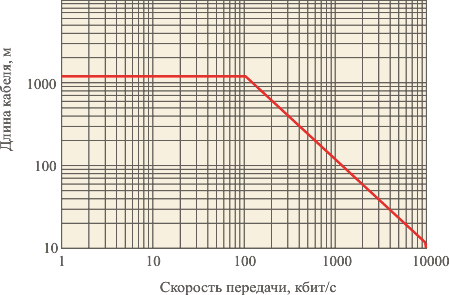 Длина кабеля, м
1000
100
10
1 10 100 1000 10000
Скорость передачи, кбит/с